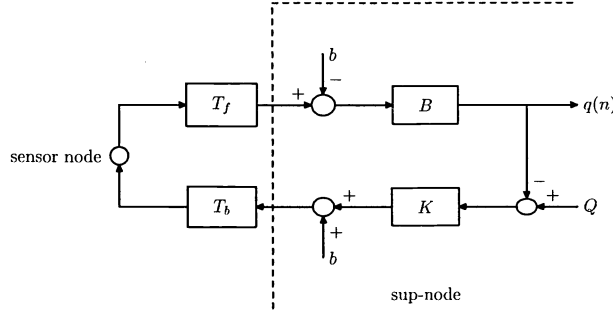 b
−
+
T_f
B
q(n)
sensor node
−
+
+
T_b
K
Q
+
b
sup-node